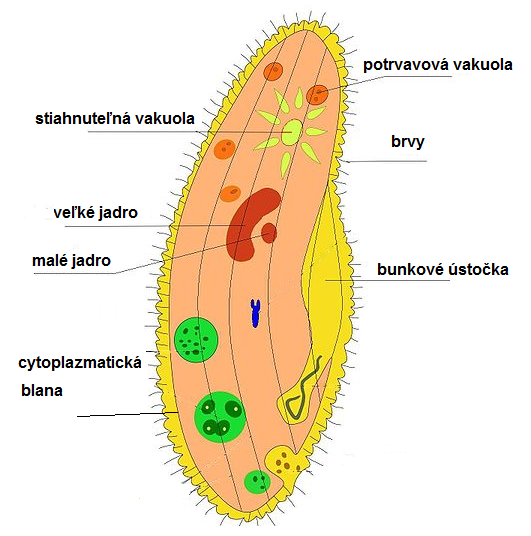 potrvavová vakuola
stiahnuteľná vakuola
brvy
veľké jadro
malé jadro
bunkové ústočka
cytoplazmatická
blana